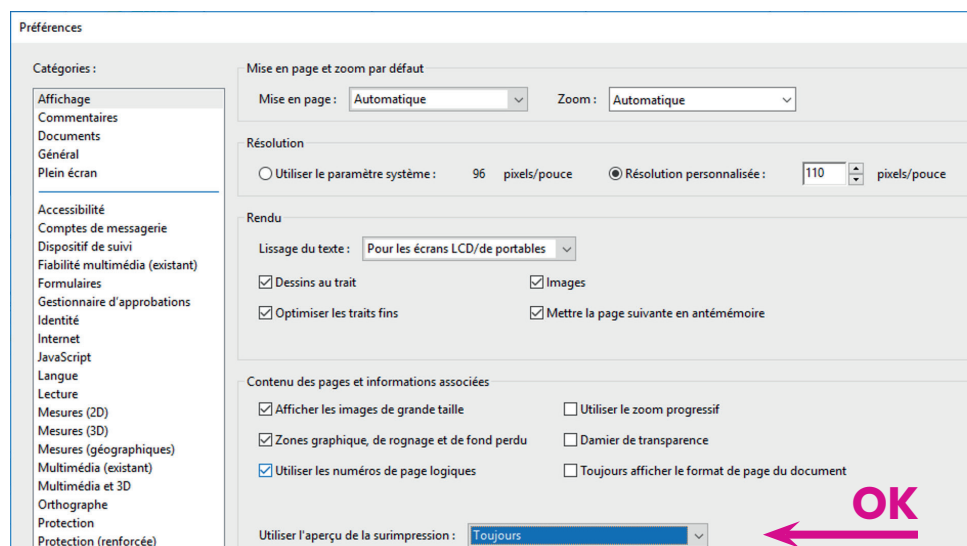 Préférences
Catégories :
Affichage
Commentaires
Documents
Général
Plein écran
Accessibilité
Comptes de messagerie
Dispositif de suivi
Fiabilité multimédia (existant)
Formulaires
Gestionnaire d'approbations
Identité
Internet
JavaScript
Langue
Lecture
Mesures (2D)
Mesures (3D)
Mesures (géographiques)
Multimédia (existant)
Multimédia et 3D
Orthographe
Protection
Protection (renforcée)
Mise en page et zoom par défaut
Mise en page : Automatique Zoom : Automatique
Résolution
Utiliser le paramètre système : 96 pixels/pouce Résolution personnalisée : 110 pixels/pouce
Rendu
Lissage du texte : Pour les écrans LCD/de portables
Dessins au trait Images
Optimiser les traits fins Mettre la page suivante en antémémoire
Contenu des pages et informations associées
Afficher les images de grande taille Utiliser le zoom progressif
Zones graphique, de rognage et de fond perdu Damier de transparence
Utiliser les numéros de page logiques Toujours afficher le format de page du document
OK
Utiliser l'aperçu de la surimpression : Toujours